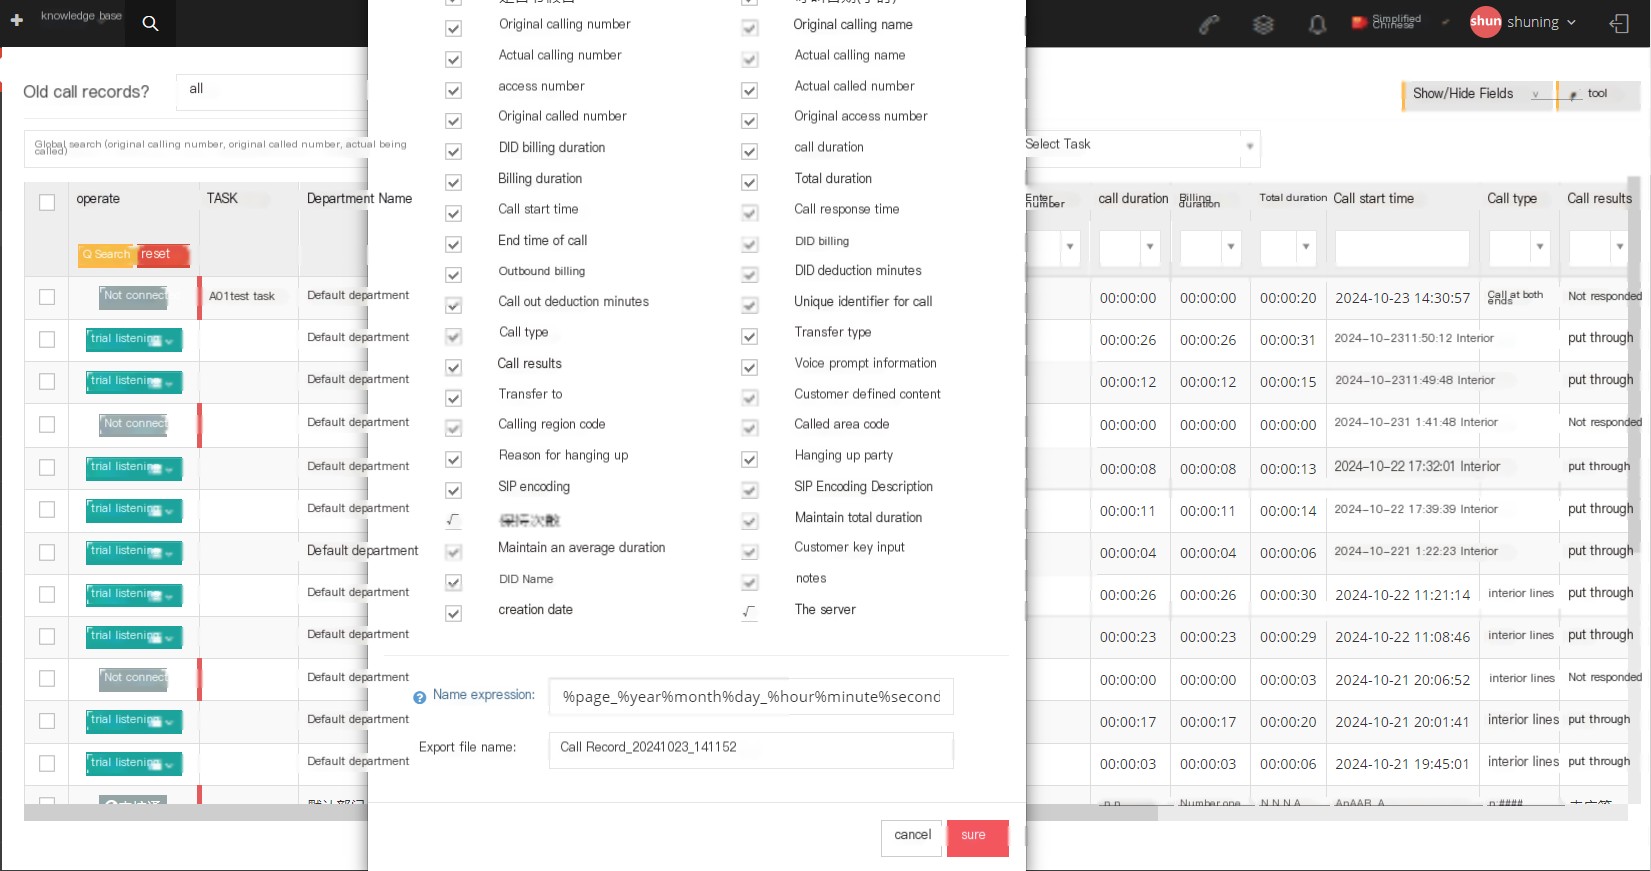 knowledge base
Simplified Chinese
shun shuning
Old call records?
all
Show/Hide Fields
tool
Global search (original calling number, original called number, actual being called)
Select Task
operate
TASK
Department Name
Enter number
call duration
Billing duration
Total duration
Call start time
Call type
Call results
Q Search
reset
Not connect
A01test task
Default department
00:00:00
00:00:00
00:00:20
2024-10-23 14:30:57
Call at both ends
Not responded
trial listening
Default department
00:00:26
00:00:26
00:00:31
2024-10-2311:50:12 Interior
put through
trial listening
Default department
00:00:12
00:00:12
00:00:15
2024-10-2311:49:48 Interior
put through
Not connect
Default department
00:00:00
00:00:00
00:00:00
2024-10-231 1:41:48 Interior
Not responded
trial listening
Default department
00:00:08
00:00:08
00:00:13
2024-10-22 17:32:01 Interior
put through
trial listening
Default department
00:00:11
00:00:11
00:00:14
2024-10-22 17:39:39 Interior
put through
trial listening
Default department
00:00:04
00:00:04
00:00:06
2024-10-221 1:22:23 Interior
put through
trial listening
Default department
00:00:26
00:00:26
00:00:30
2024-10-22 11:21:14
interior lines
put through
trial listening
Default department
00:00:23
00:00:23
00:00:29
2024-10-22 11:08:46
interior lines
put through
Not connect
Default department
00:00:00
00:00:00
00:00:03
2024-10-21 20:06:52
interior lines
Not responded
trial listening
Default department
00:00:17
00:00:17
00:00:20
2024-10-21 20:01:41
interior lines
put through
trial listening
Default department
00:00:03
00:00:03
00:00:06
2024-10-21 19:45:01
interior lines
put through
Original calling number
Original calling name
Actual calling number
Actual calling name
access number
Actual called number
Original called number
Original access number
DID billing duration
call duration
Billing duration
Total duration
Call start time
Call response time
End time of call
DID billing
Outbound billing
DID deduction minutes
Call out deduction minutes
Unique identifier for call
Call type
Transfer type
Call results
Voice prompt information
Transfer to
Customer defined content
Calling region code
Called area code
Reason for hanging up
Hanging up party
SIP encoding
SIP Encoding Description
保持次数
Maintain total duration
Maintain an average duration
Customer key input
DID Name
notes
creation date
The server
Name expression:
%page_%year%month%day_%hour%minute%second
Export file name:
Call Record_20241023_141152
cancel
sure